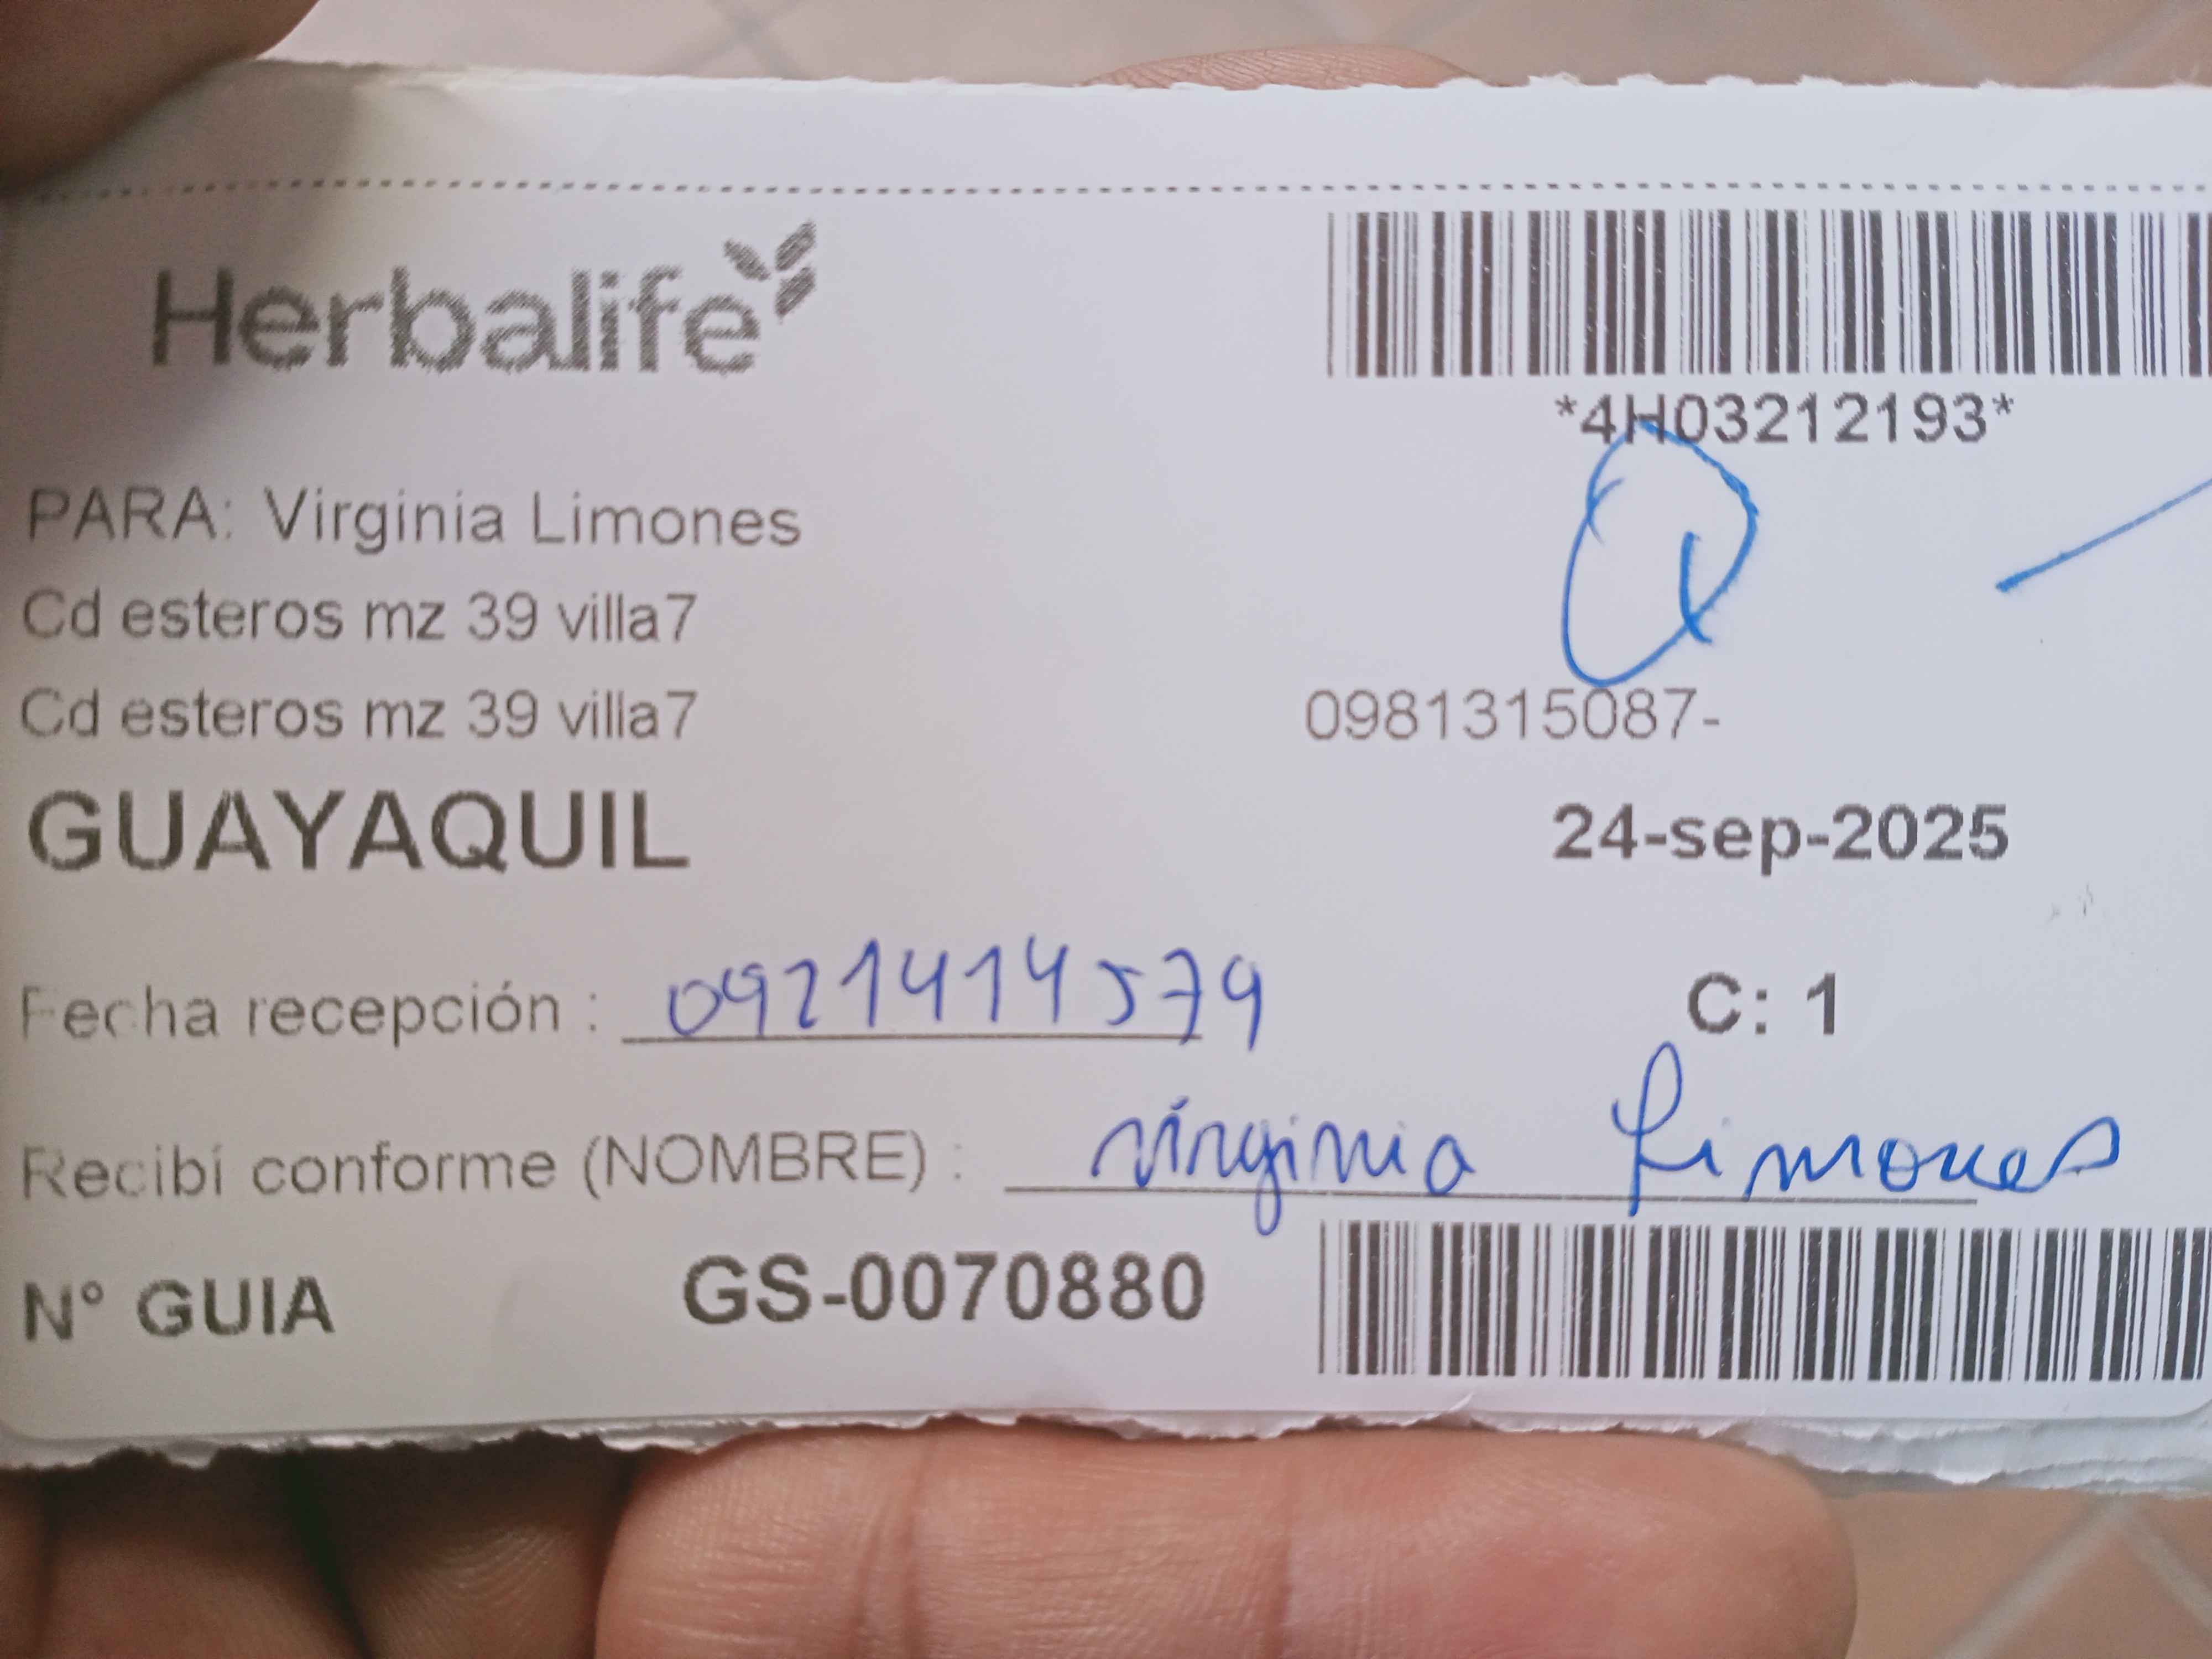 Herbalife
*4H03212193*
PARA: Virginia Limones
Cd esteros mz 39 villa7
Cd esteros mz 39 villa7
0981315087-
GUAYAQUIL
24-sep-2025
Fecha recepción : 0921414579
C: 1
Recibí conforme (NOMBRE) : virginia Limones
N° GUIA GS-0070880